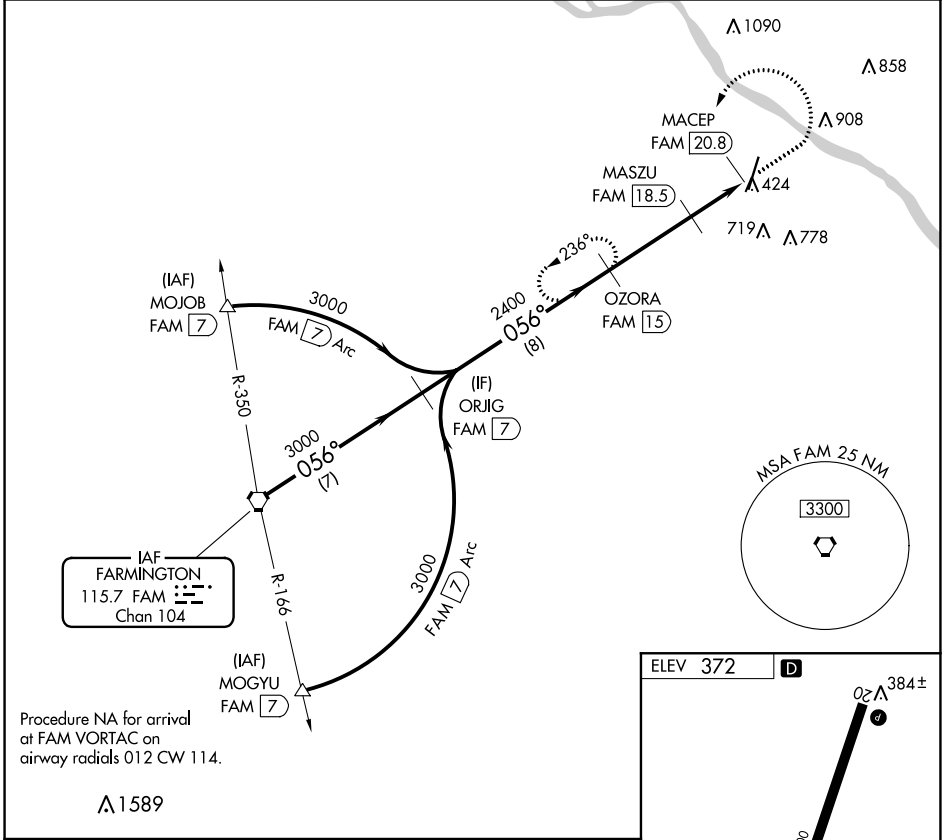 1090
858
908
MACEP
FAM 20.8
MASZU
FAM 18.5
424
719
778
236°
OZORA
FAM 15
2400
056°
(8)
(IAF)
MOJOB
FAM 7
3000
FAM 7 Arc
R-350
(IF)
ORJIG
FAM 7
3000
056°
(7)
IAF
FARMINGTON
115.7 FAM
Chan 104
R-166
3000
FAM 7 Arc
(IAF)
MOGYU
FAM 7
MSA FAM 25 NM
3300
Procedure NA for arrival
at FAM VORTAC on
airway radials 012 CW 114.
1589
ELEV 372 D
20
384±
P